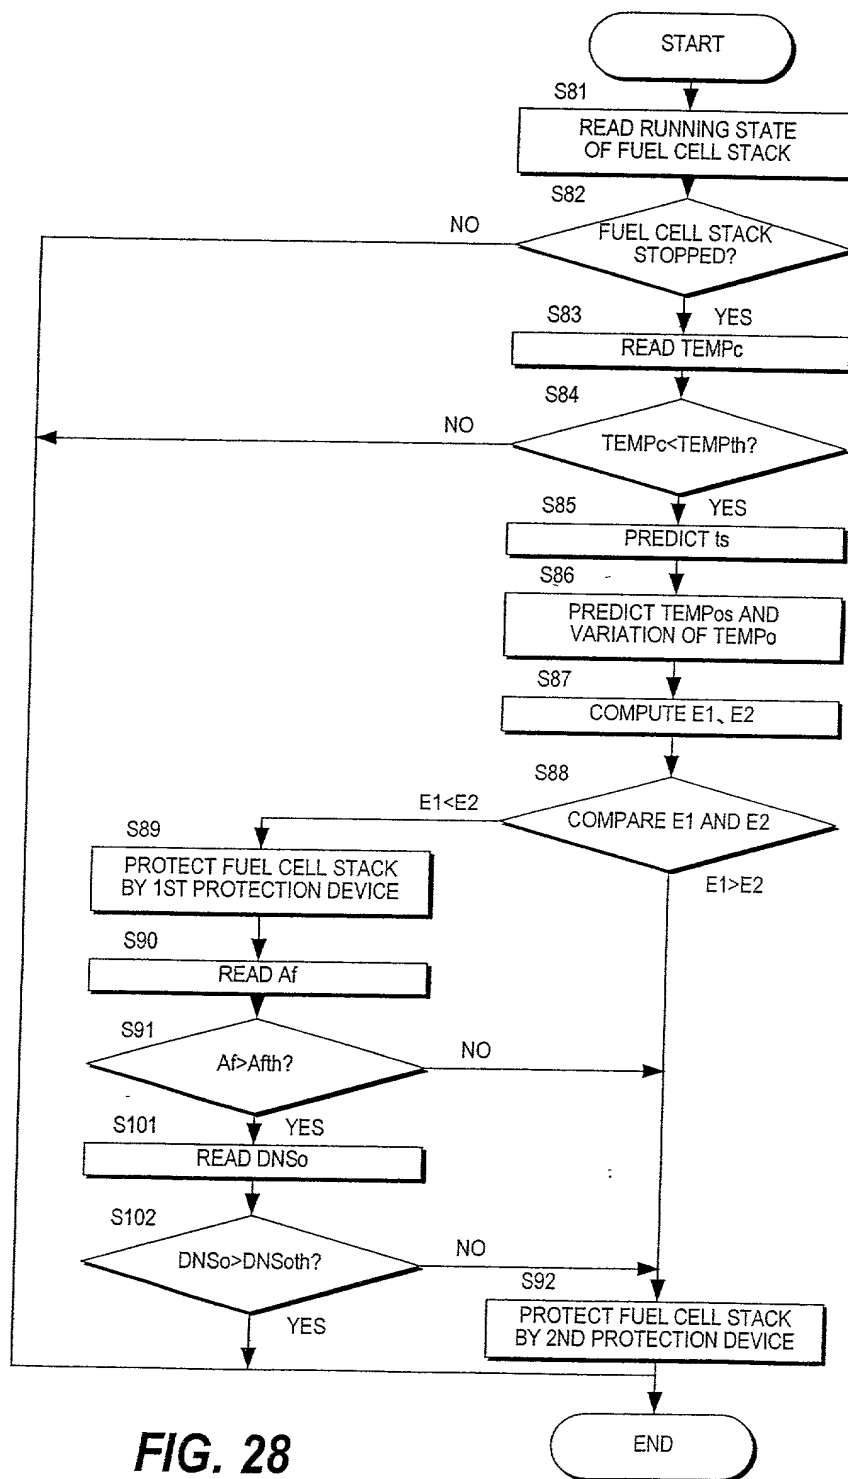 START
S81
READ RUNNING STATE
OF FUEL CELL STACK
S82
NO
FUEL CELL STACK
STOPPED?
S83
YES
READ TEMPc
S84
NO
TEMPc<TEMPth?
S85
YES
PREDICT ts
S86
PREDICT TEMPos AND
VARIATION OF TEMPo
S87
COMPUTE E1、E2
S88
E1<E2
COMPARE E1 AND E2
S89
PROTECT FUEL CELL STACK
BY 1ST PROTECTION DEVICE
E1>E2
S90
READ Af
S91
NO
Af>Afth?
S101
YES
READ DNSo
S102
DNSo>DNSoth?
NO
S92
YES
PROTECT FUEL CELL STACK
BY 2ND PROTECTION DEVICE
END
FIG. 28